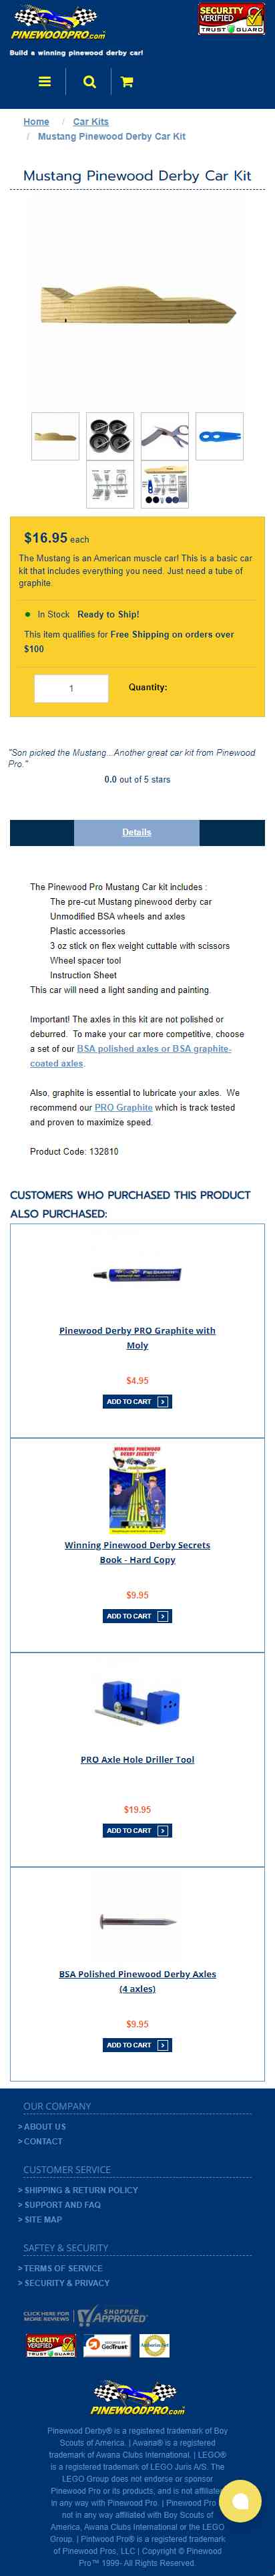 PINEWOODPRO.com
SECURITY
VERIFIED
TRUST GUARD
Build a winning pinewood derby car!
Home / Car Kits
/ Mustang Pinewood Derby Car Kit
Mustang Pinewood Derby Car Kit
$16.95 each
The Mustang is an American muscle car! This is a basic car
kit that includes everything you need. Just need a tube of
graphite.
In Stock Ready to Ship!
This item qualifies for Free Shipping on orders over
$100
1
Quantity:
"Son picked the Mustang...Another great kit from Pinewood
Pro."
0.0 out of 5 stars
Details
The Pinewood Pro Mustang Car kit includes :
The pre-cut Mustang pinewood derby car
Unmodified BSA wheels and axles
Plastic accessories
3 oz stick on flex weight cuttable with scissors
Wheel spacer tool
Instruction Sheet
This car will need a light sanding and painting.
Important! The axles in this kit are not polished or
deburred. To make your car more competitive, choose
a set of our BSA polished axles or BSA graphite-
coated axles.
Also, graphite is essential to lubricate your axles. We
recommend our PRO Graphite which is track tested
and proven to maximize speed.
Product Code: 132810
CUSTOMERS WHO PURCHASED THIS PRODUCT
ALSO PURCHASED:
Pinewood Derby PRO Graphite with
Moly
$4.95
ADD TO CART
WINNING PINEWOOD
DERBY SECRETS
Winning Pinewood Derby Secrets
Book - Hard Copy
$9.95
ADD TO CART
PRO Axle Hole Driller Tool
$19.95
ADD TO CART
BSA Polished Pinewood Derby Axles
(4 axles)
$9.95
ADD TO CART
OUR COMPANY
> ABOUT US
> CONTACT
CUSTOMER SERVICE
> SHIPPING & RETURN POLICY
> SUPPORT AND FAQ
> SITE MAP
SAFTEY & SECURITY
> TERMS OF SERVICE
> SECURITY & PRIVACY
CLICK HERE FOR
MORE REVIEWS
SHOPPER
APPROVED
SECURITY
VERIFIED
TRUST GUARD
GeoTrust
PINEWOODPRO.com
Pinewood Derby® is a registered trademark of Boy
Scouts of America. | Awana® is a registered
trademark of Awana Clubs International. | LEGO®
is a registered trademark of LEGO Juris A/S. The
LEGO Group does not endorse or sponsor
Pinewood Pro or its products, and is not affiliated
in any way with Pinewood Pro. | Pinewood Pro
not in any way affiliated with Boy Scouts of
America, Awana Clubs International or the LEGO
Group. | Pintwood Pro® is a registered trademark
of Pinewood Pros, LLC | Copyright © Pinewood
Pro™ 1999- All Rights Reserved